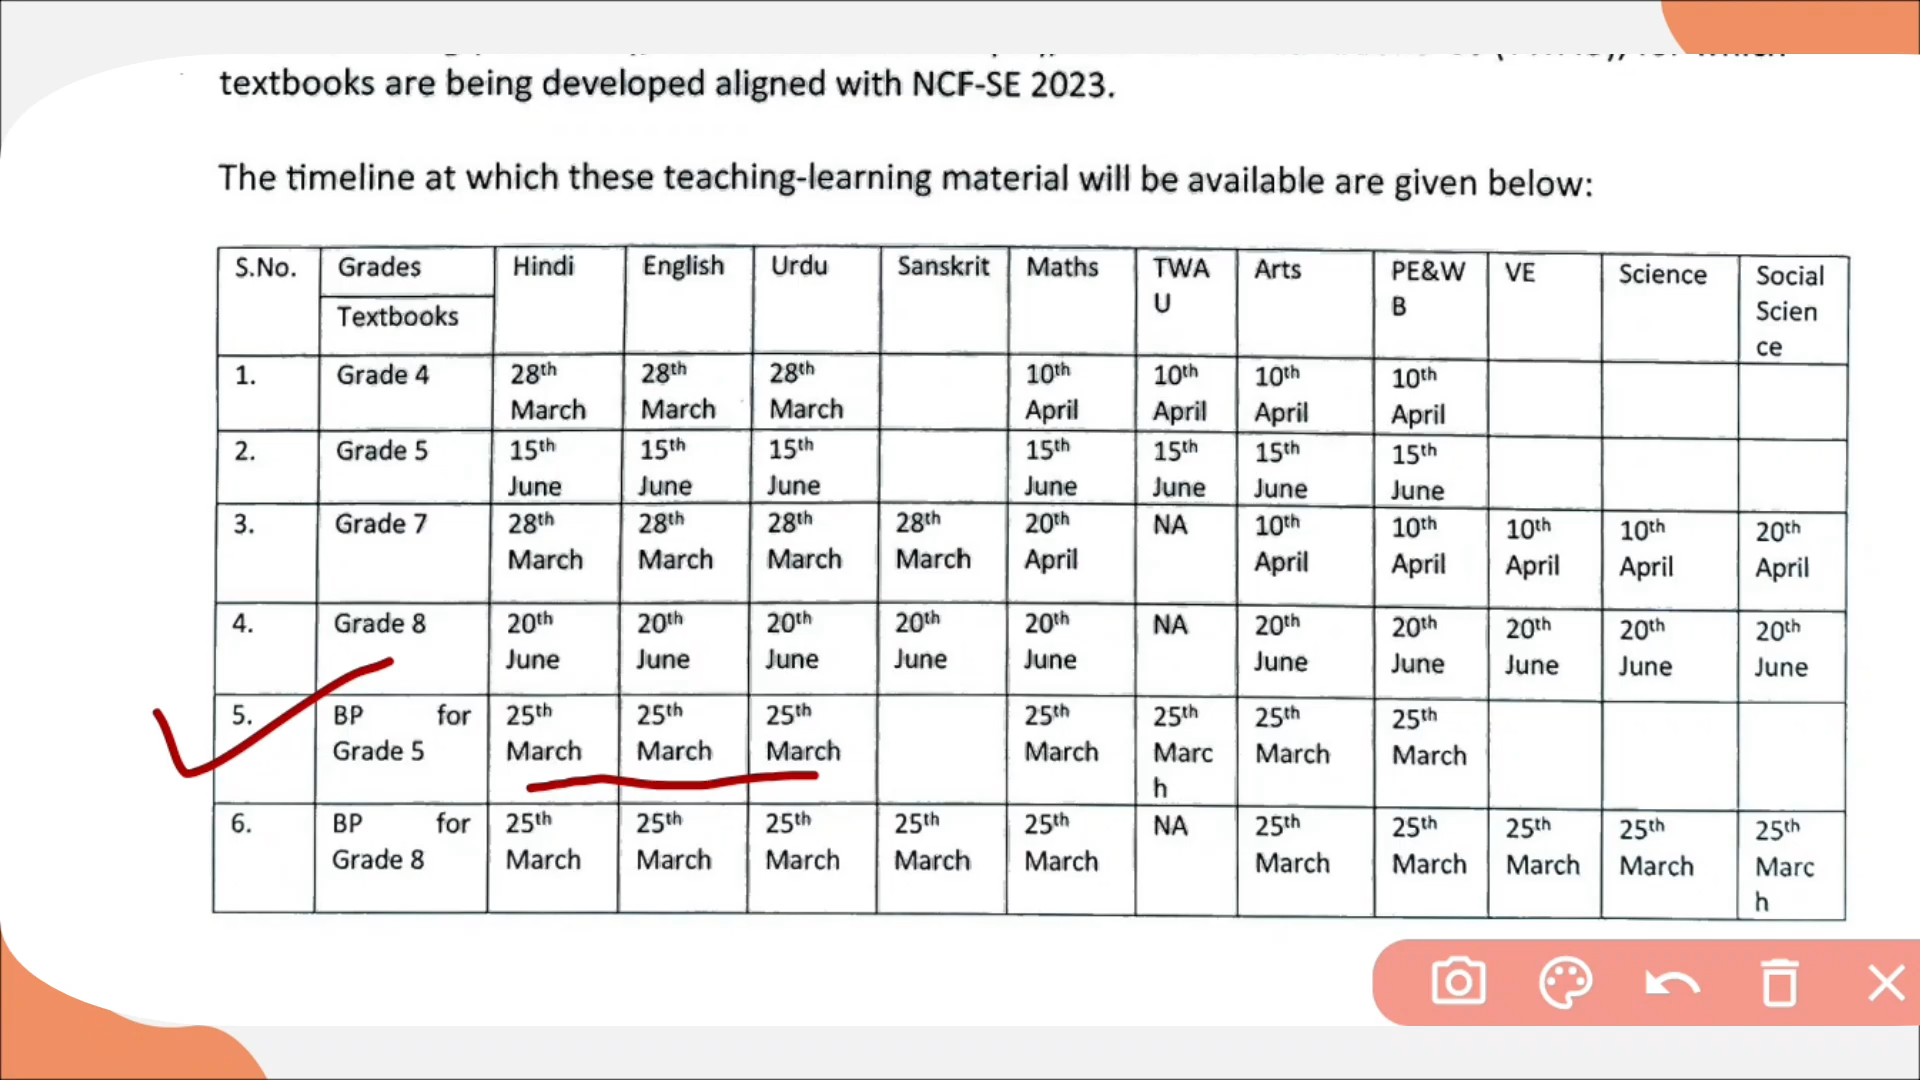 textbooks are being developed aligned with NCF-SE 2023.
The timeline at which these teaching-learning material will be available are given below:
S.No. Grades Hindi English Urdu Sanskrit Maths TWA U Arts PE&W B VE Science Social Scien ce
Textbooks
1. Grade 4 28th March 28th March 28th March 10th April 10th April 10th April 10th April
2. Grade 5 15th June 15th June 15th June 15th June 15th June 15th June 15th June
3. Grade 7 28th March 28th March 28th March 28th March 20th April NA 10th April 10th April 10th April 10th April 20th April
4. Grade 8 20th June 20th June 20th June 20th June 20th June NA 20th June 20th June 20th June 20th June 20th June
5. BP for Grade 5 25th March 25th March 25th March 25th March 25th Marc h 25th March 25th March
6. BP for Grade 8 25th March 25th March 25th March 25th March 25th March NA 25th March 25th March 25th March 25th March 25th Marc h